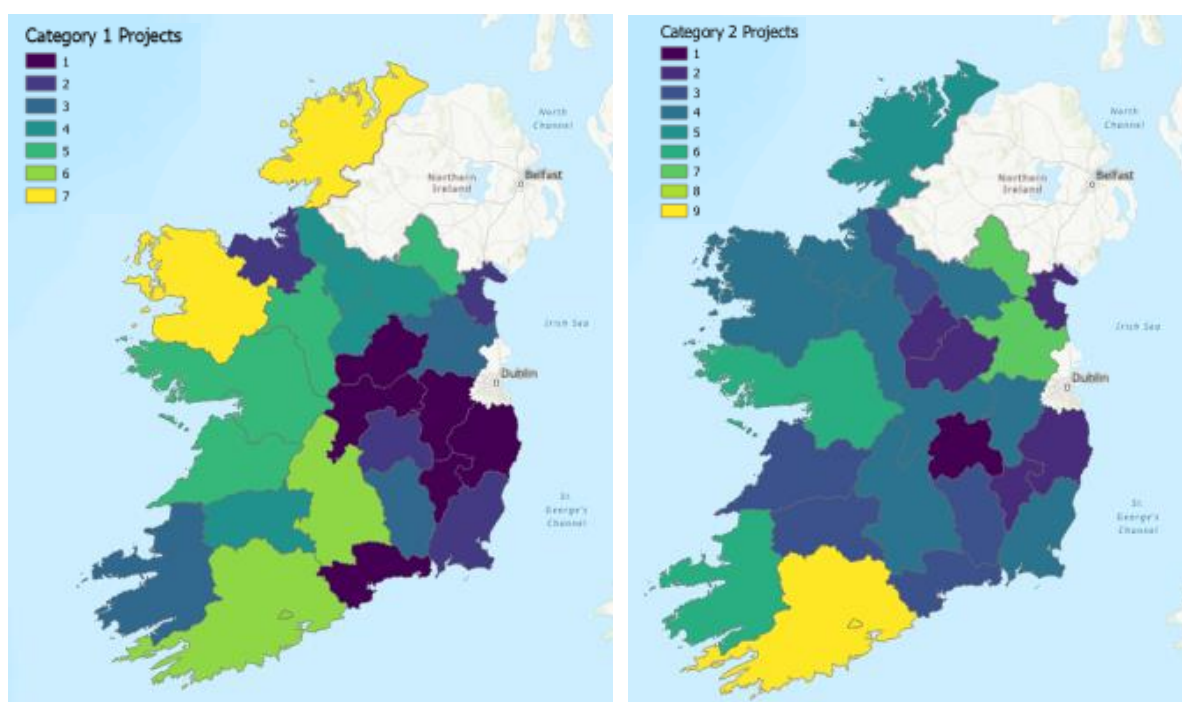 Category 1 Projects
1
2
3
4
5
6
7
North
Channel
Northern
Ireland
Belfast
Irish Sea
Dublin
St.
George's
Channel
Category 2 Projects
1
2
3
4
5
6
7
8
9
North
Channel
Northern
Ireland
Belfast
Irish Sea
Dublin
St.
George's
Channel